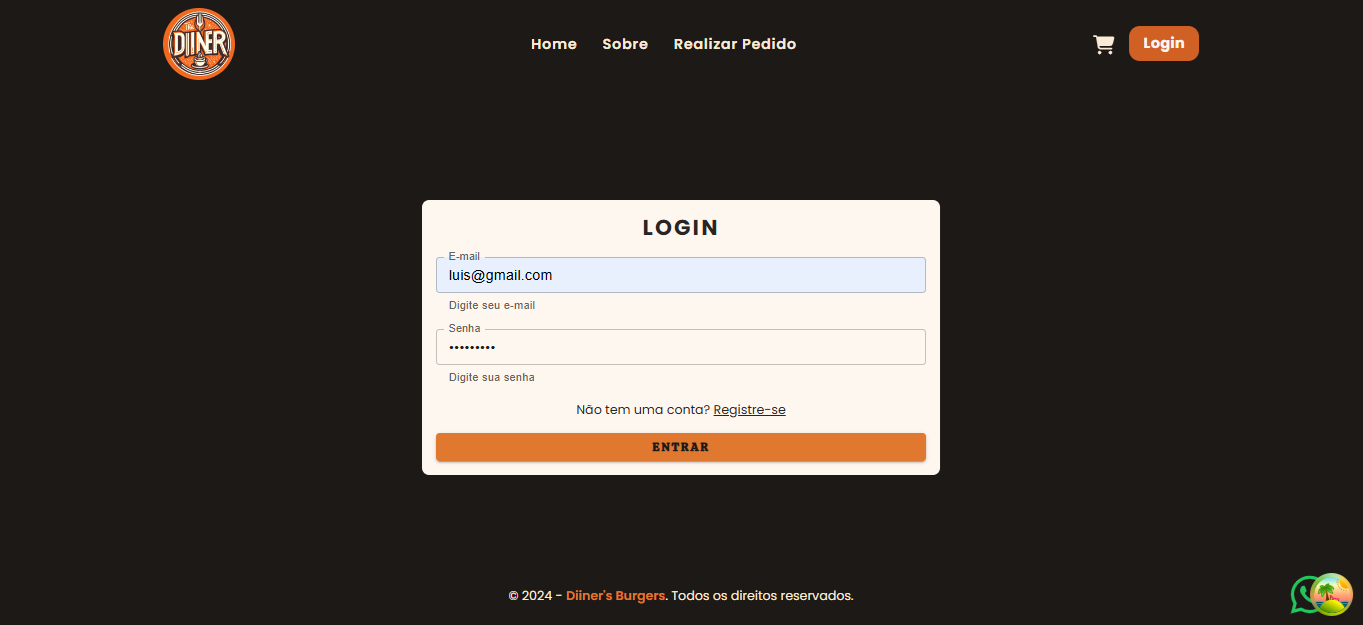 The
DIINER
Home Sobre Realizar Pedido
Login
LOGIN
E-mail
luis@gmail.com
Digite seu e-mail
Senha
•••••••••
Digite sua senha
Não tem uma conta? Registre-se
ENTRAR
© 2024 - Diiner's Burgers. Todos os direitos reservados.